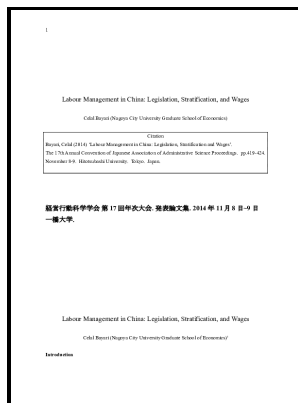 1
Labour Management in China: Legislation, Stratification, and Wages
Celal Bayari (Nagoya City University Graduate School of Economics)
Citation
Bayari, Celal (2014) 'Labour Management in China: Legislation, Stratification and Wages'.
The 17th Annual Convention of Japanese Association of Administrative Science Proceedings. pp.419-424.
November 8-9. Hitotsubashi University. Tokyo. Japan.
経営行動科学学会 第 17 回年次大会. 発表論文集. 2014 年 11 月 8 日-9 日
一橋大学.
Labour Management in China: Legislation, Stratification, and Wages
Celal Bayari (Nagoya City University Graduate School of Economics)
Introduction